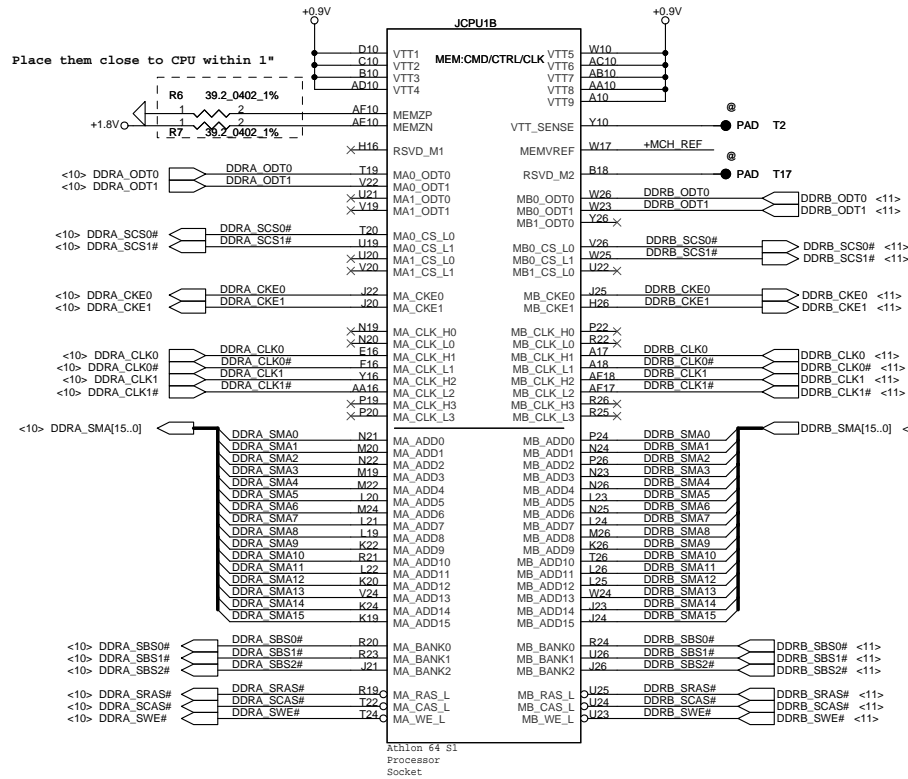 +0.9V +0.9V
JCPU1B
Place them close to CPU within 1"
D10 VTT1 MEM:CMD/CTRL/CLK VTT5 W10
C10 VTT2 VTT6 AC10
B10 VTT3 VTT7 AB10
AD10 VTT4 VTT8 AA10
VTT9 A10
R6 39.2_0402_1%
1 2 AF10 MEMZP
+1.8V 1 2 AE10 MEMZN VTT_SENSE Y10 @ PAD T2
R7 39.2_0402_1%
H16 RSVD_M1 MEMVREF W17 +MCH_REF
RSVD_M2 B18 @ PAD T17
<10> DDRA_ODT0 DDRA_ODT0 T19 MA0_ODT0
<10> DDRA_ODT1 DDRA_ODT1 V22 MA0_ODT1
U21 MA1_ODT0 MB0_ODT0 W26 DDRB_ODT0 DDRB_ODT0 <11>
V19 MA1_ODT1 MB0_ODT1 W23 DDRB_ODT1 DDRB_ODT1 <11>
MB1_ODT0 Y26
<10> DDRA_SCS0# DDRA_SCS0# T20 MA0_CS_L0
<10> DDRA_SCS1# DDRA_SCS1# U19 MA0_CS_L1 MB0_CS_L0 V26 DDRB_SCS0# DDRB_SCS0# <11>
U20 MA1_CS_L0 MB0_CS_L1 W25 DDRB_SCS1# DDRB_SCS1# <11>
V20 MA1_CS_L1 MB1_CS_L0 U22
<10> DDRA_CKE0 DDRA_CKE0 J22 MA_CKE0 MB_CKE0 J25 DDRB_CKE0 DDRB_CKE0 <11>
<10> DDRA_CKE1 DDRA_CKE1 J20 MA_CKE1 MB_CKE1 H26 DDRB_CKE1 DDRB_CKE1 <11>
N19 MA_CLK_H0 MB_CLK_H0 P22
N20 MA_CLK_L0 MB_CLK_L0 R22
<10> DDRA_CLK0 DDRA_CLK0 E16 MA_CLK_H1 MB_CLK_H1 A17 DDRB_CLK0 DDRB_CLK0 <11>
<10> DDRA_CLK0# DDRA_CLK0# F16 MA_CLK_L1 MB_CLK_L1 A18 DDRB_CLK0# DDRB_CLK0# <11>
<10> DDRA_CLK1 DDRA_CLK1 Y16 MA_CLK_H2 MB_CLK_H2 AF18 DDRB_CLK1 DDRB_CLK1 <11>
<10> DDRA_CLK1# DDRA_CLK1# AA16 MA_CLK_L2 MB_CLK_L2 AF17 DDRB_CLK1# DDRB_CLK1# <11>
P19 MA_CLK_H3 MB_CLK_H3 R26
P20 MA_CLK_L3 MB_CLK_L3 R25
<10> DDRA_SMA[15..0] DDRB_SMA[15..0] <
DDRA_SMA0 N21 MA_ADD0 MB_ADD0 P24 DDRB_SMA0
DDRA_SMA1 M20 MA_ADD1 MB_ADD1 N24 DDRB_SMA1
DDRA_SMA2 N22 MA_ADD2 MB_ADD2 P26 DDRB_SMA2
DDRA_SMA3 M19 MA_ADD3 MB_ADD3 N23 DDRB_SMA3
DDRA_SMA4 M22 MA_ADD4 MB_ADD4 N26 DDRB_SMA4
DDRA_SMA5 L20 MA_ADD5 MB_ADD5 L23 DDRB_SMA5
DDRA_SMA6 M24 MA_ADD6 MB_ADD6 N25 DDRB_SMA6
DDRA_SMA7 L21 MA_ADD7 MB_ADD7 L24 DDRB_SMA7
DDRA_SMA8 L19 MA_ADD8 MB_ADD8 M26 DDRB_SMA8
DDRA_SMA9 K22 MA_ADD9 MB_ADD9 K26 DDRB_SMA9
DDRA_SMA10 R21 MA_ADD10 MB_ADD10 T26 DDRB_SMA10
DDRA_SMA11 L22 MA_ADD11 MB_ADD11 L26 DDRB_SMA11
DDRA_SMA12 K20 MA_ADD12 MB_ADD12 L25 DDRB_SMA12
DDRA_SMA13 V24 MA_ADD13 MB_ADD13 W24 DDRB_SMA13
DDRA_SMA14 K24 MA_ADD14 MB_ADD14 J23 DDRB_SMA14
DDRA_SMA15 K19 MA_ADD15 MB_ADD15 J24 DDRB_SMA15
<10> DDRA_SBS0# DDRA_SBS0# R20 MA_BANK0 MB_BANK0 R24 DDRB_SBS0# DDRB_SBS0# <11>
<10> DDRA_SBS1# DDRA_SBS1# R23 MA_BANK1 MB_BANK1 U26 DDRB_SBS1# DDRB_SBS1# <11>
<10> DDRA_SBS2# DDRA_SBS2# J21 MA_BANK2 MB_BANK2 J26 DDRB_SBS2# DDRB_SBS2# <11>
<10> DDRA_SRAS# DDRA_SRAS# R19 MA_RAS_L MB_RAS_L U25 DDRB_SRAS# DDRB_SRAS# <11>
<10> DDRA_SCAS# DDRA_SCAS# T22 MA_CAS_L MB_CAS_L U24 DDRB_SCAS# DDRB_SCAS# <11>
<10> DDRA_SWE# DDRA_SWE# T24 MA_WE_L MB_WE_L U23 DDRB_SWE# DDRB_SWE# <11>
Athlon 64 S1
Processor
Socket